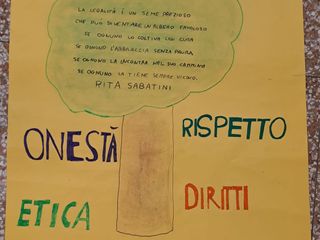 LA LEGALITÀ È UN SEME PREZIOSO
CHE PUÒ DIVENTARE UN ALBERO FAVOLOSO
SE OGNUNO LO COLTIVA CON CURA
SE OGNUNO L'ABBRACCIA SENZA PAURA,
SE OGNUNO LA INCONTRA NEL SUO CAMMINO
SE OGNUNO LA TIENE SEMPRE VICINO.
RITA SABATINI
ONESTÀ
RISPETTO
ETICA
DIRITTI